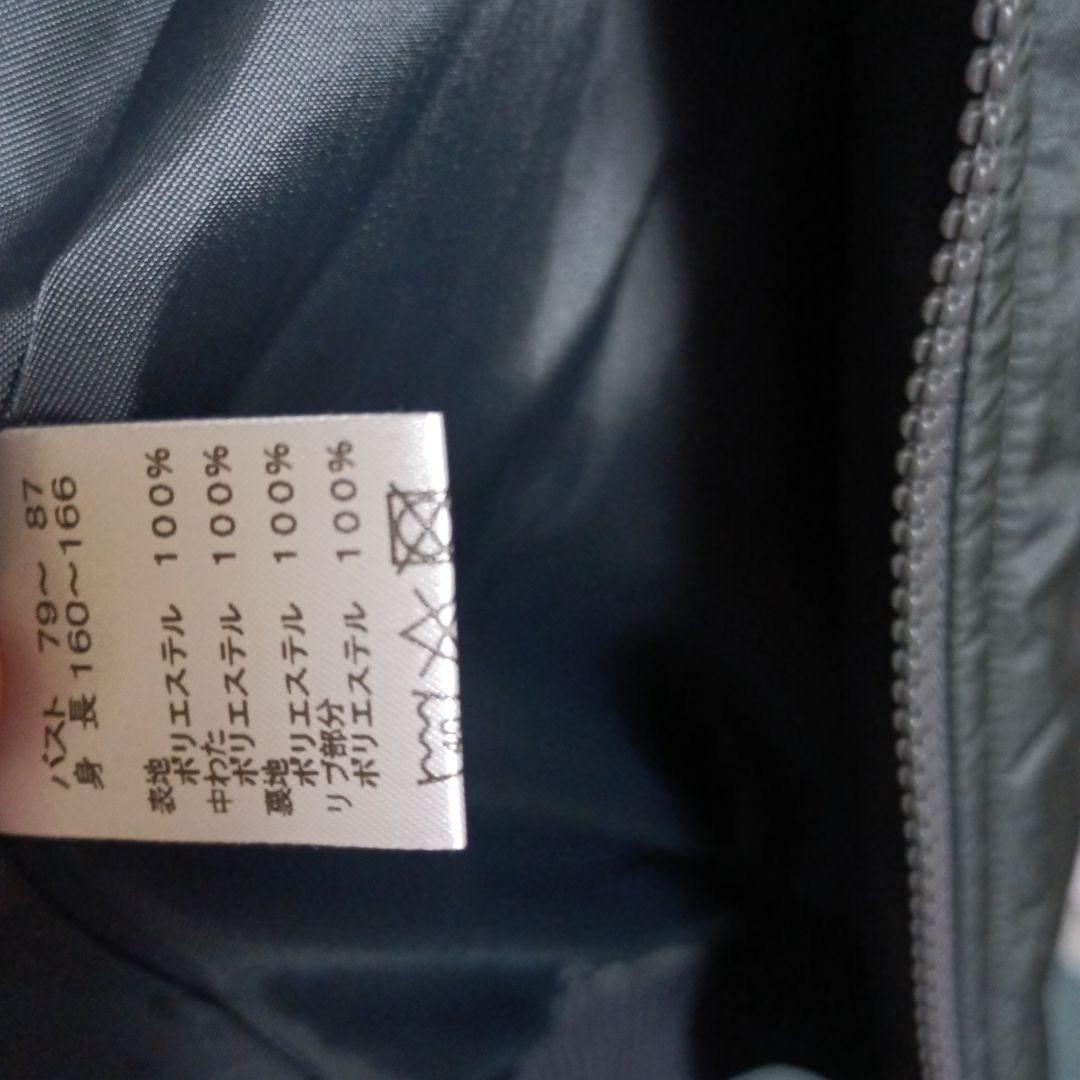 バスト 79～ 87
身 長 160～166
表地
ポリエステル 100%
中わた
ポリエステル 100%
裏地
ポリエステル 100%
リブ部分
ポリエステル 100%
40